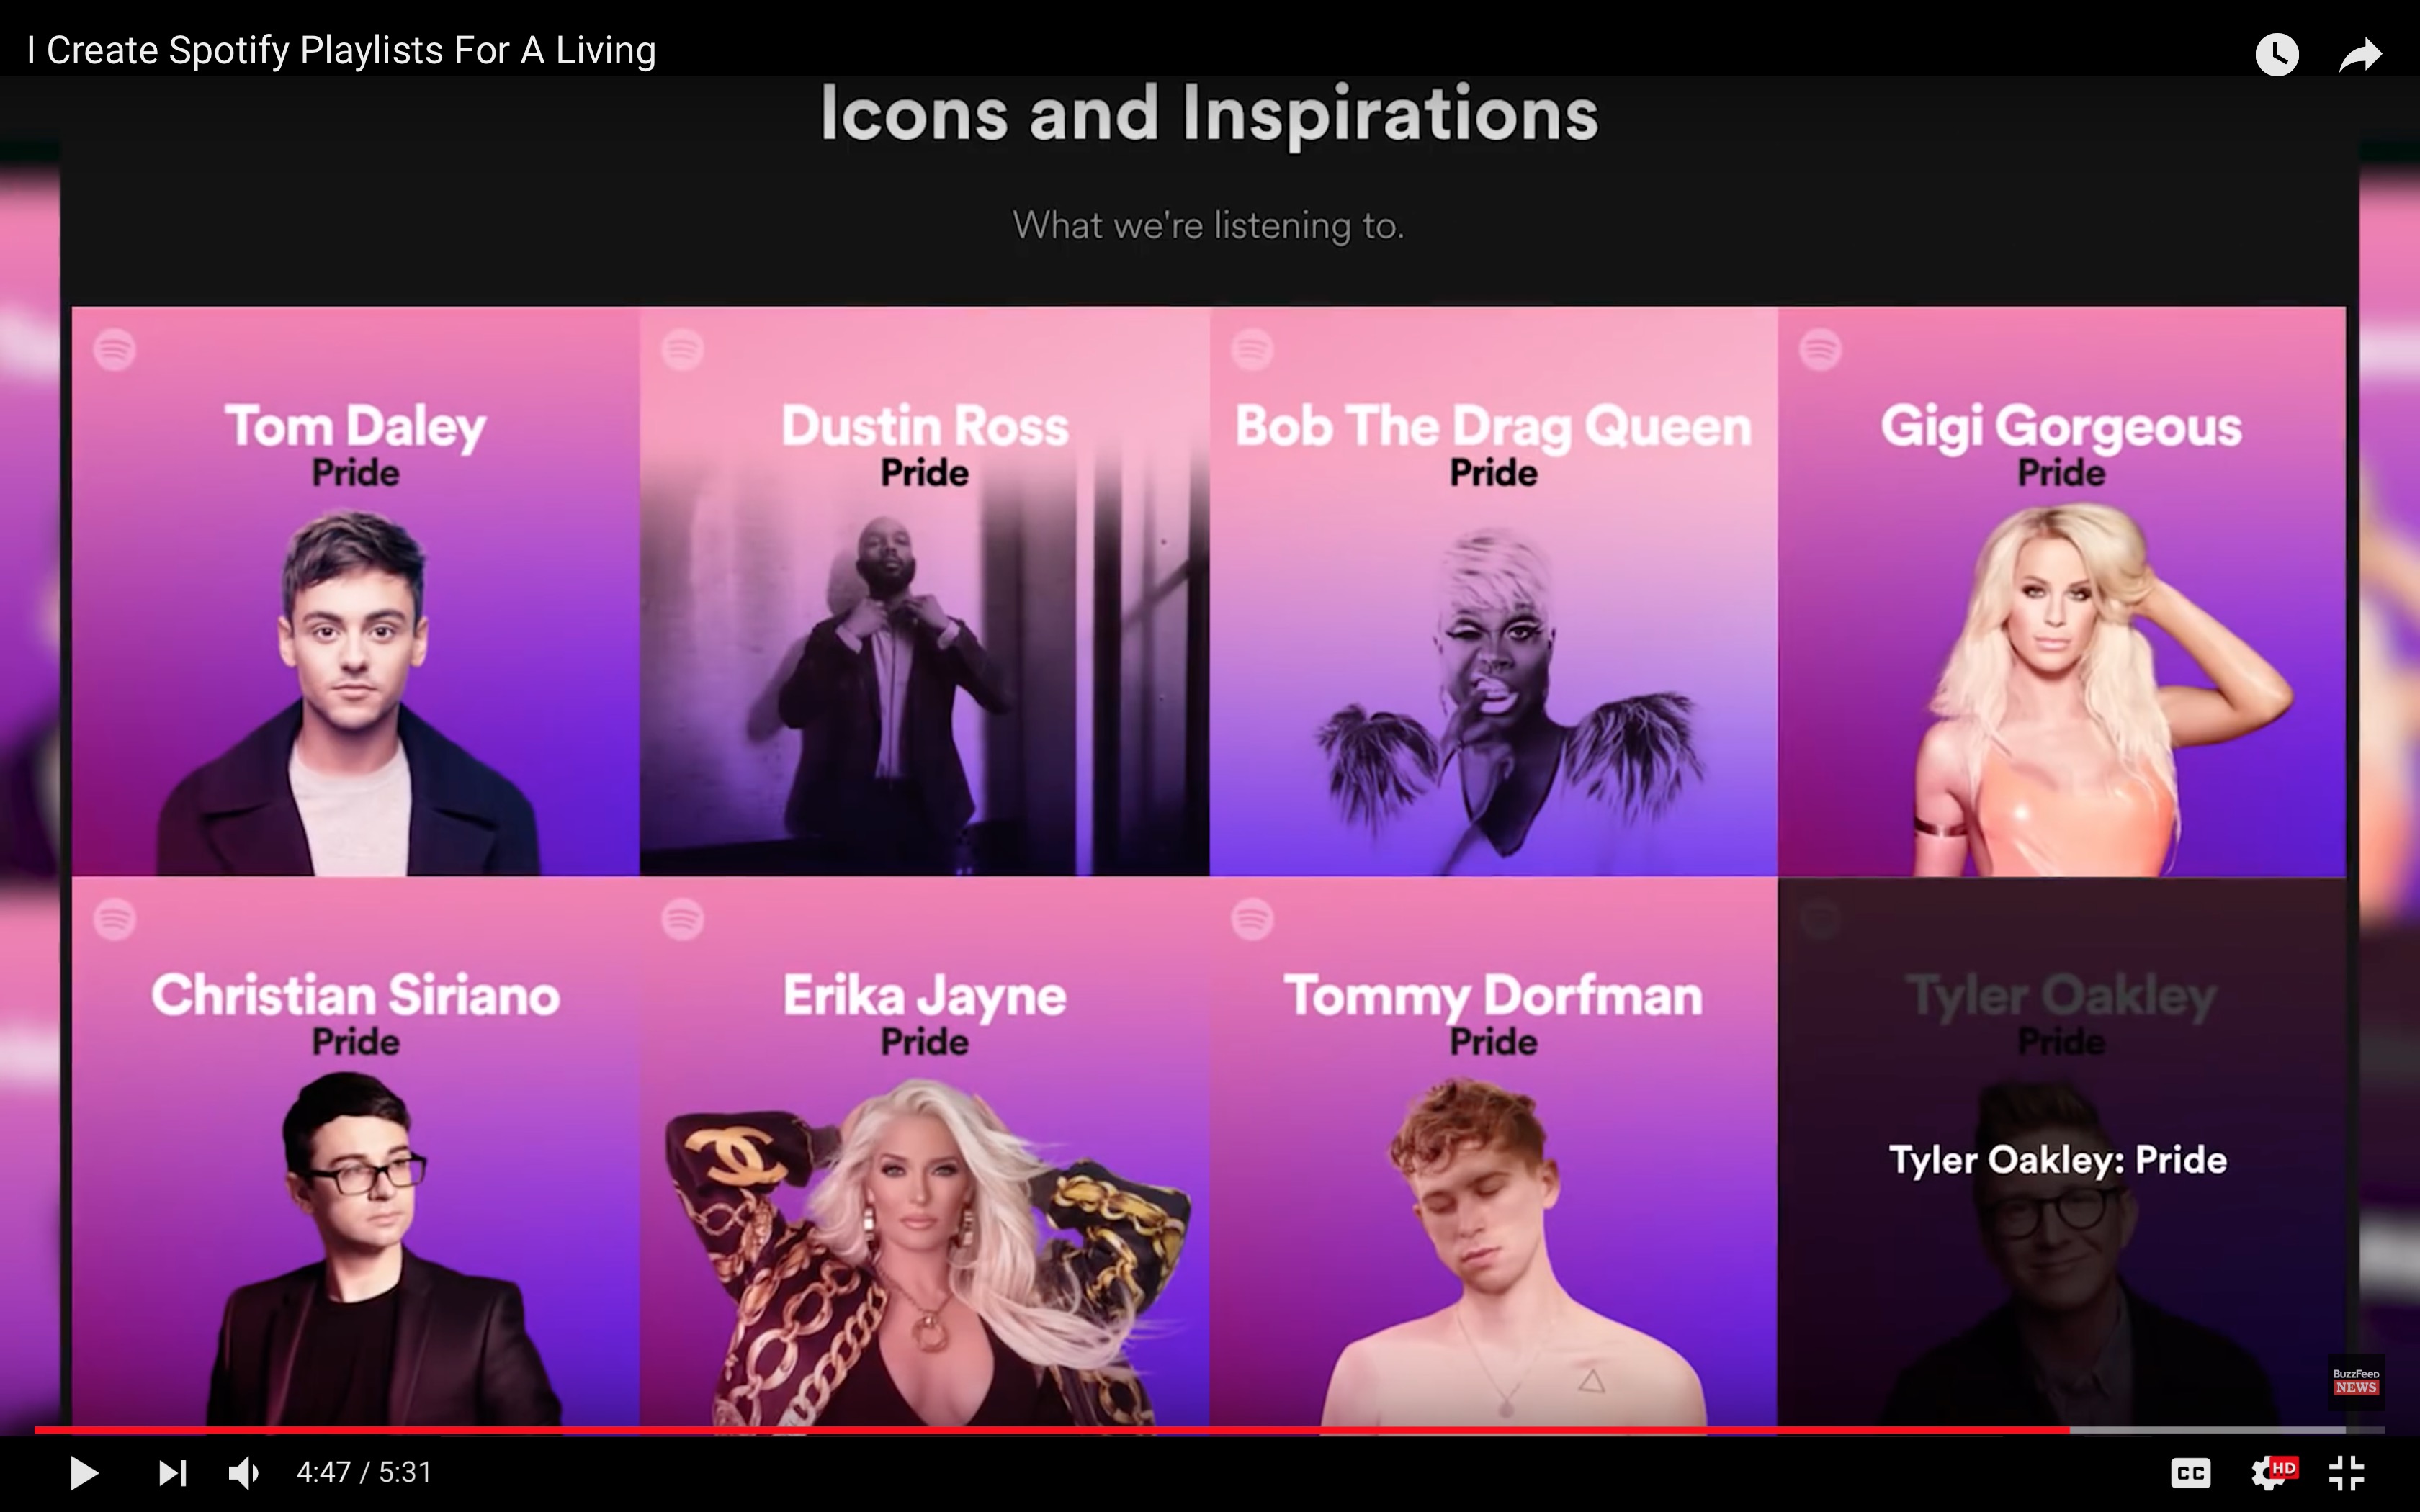 I Create Spotify Playlists For A Living
Icons and Inspirations
What we're listening to.
Tom Daley
Pride
Dustin Ross
Pride
Bob The Drag Queen
Pride
Gigi Gorgeous
Pride
Christian Siriano
Pride
Erika Jayne
Pride
Tommy Dorfman
Pride
Tyler Oakley
Pride
Tyler Oakley: Pride
BuzzFeed
NEWS
4:47 / 5:31
CC
HD